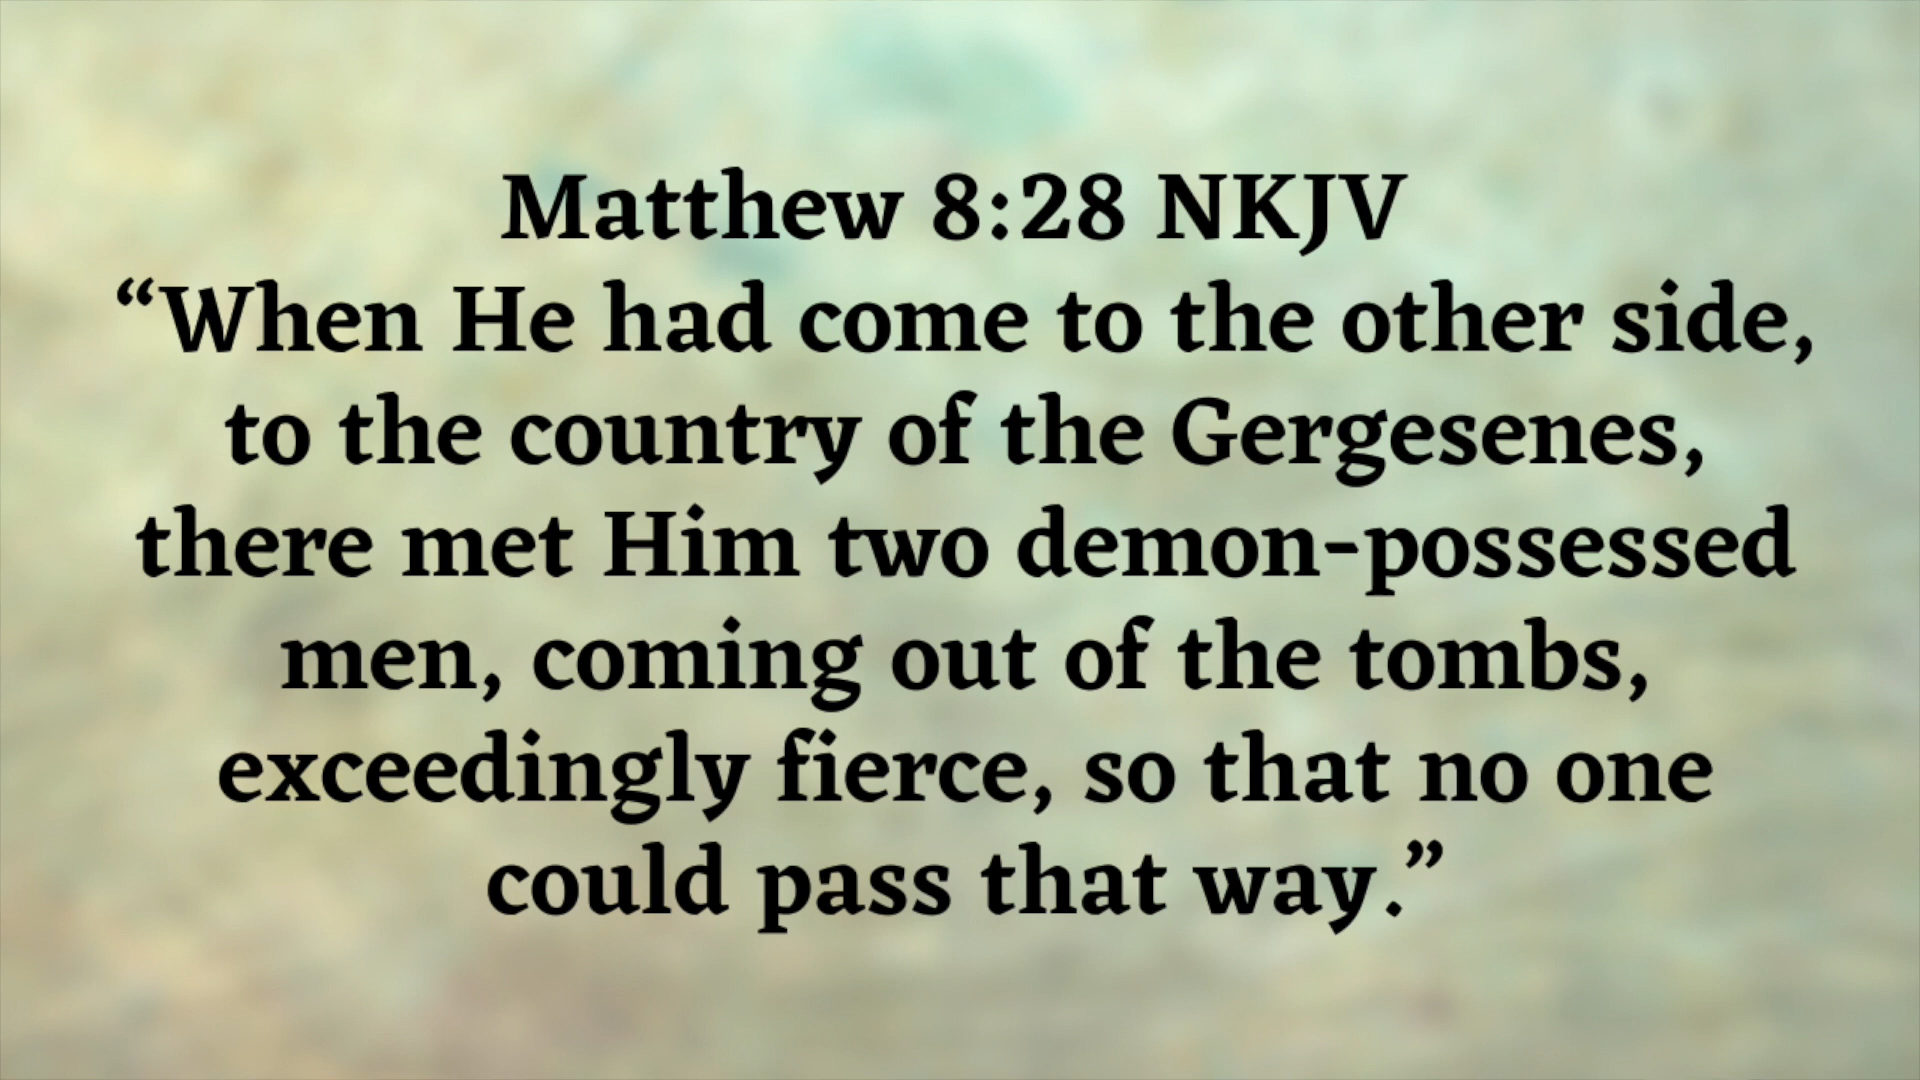 Matthew 8:28 NKJV
“When He had come to the other side,
to the country of the Gergesenes,
there met Him two demon-possessed
men, coming out of the tombs,
exceedingly fierce, so that no one
could pass that way.”